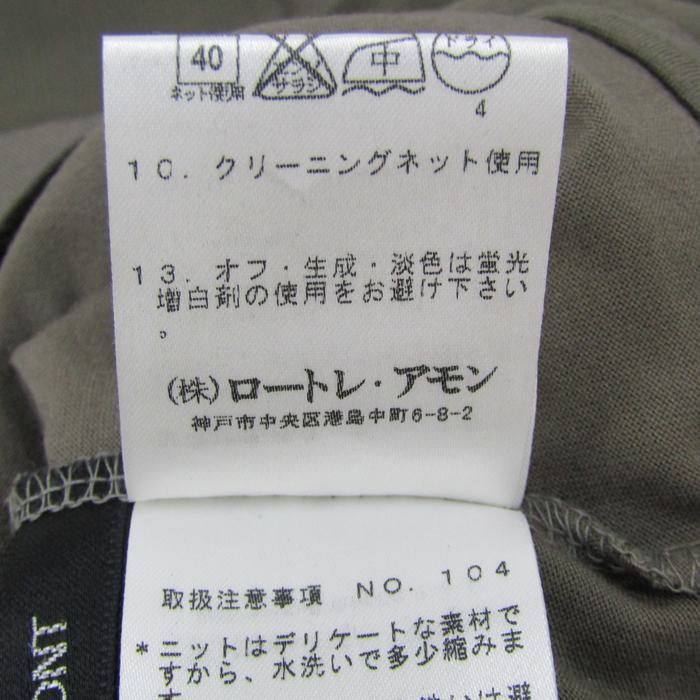 40
ネット使用
サラシ
中
ドライ
4
10. クリーニングネット使用
13. オフ・生成・淡色は蛍光
増白剤の使用をお避け下さい
。
(株)ロートレ・アモン
神戸市中央区港島中町6-8-2
取扱注意事項 NO. 104
*ニットはデリケートな素材で
すから、水洗いで多少縮みま
す
ONT